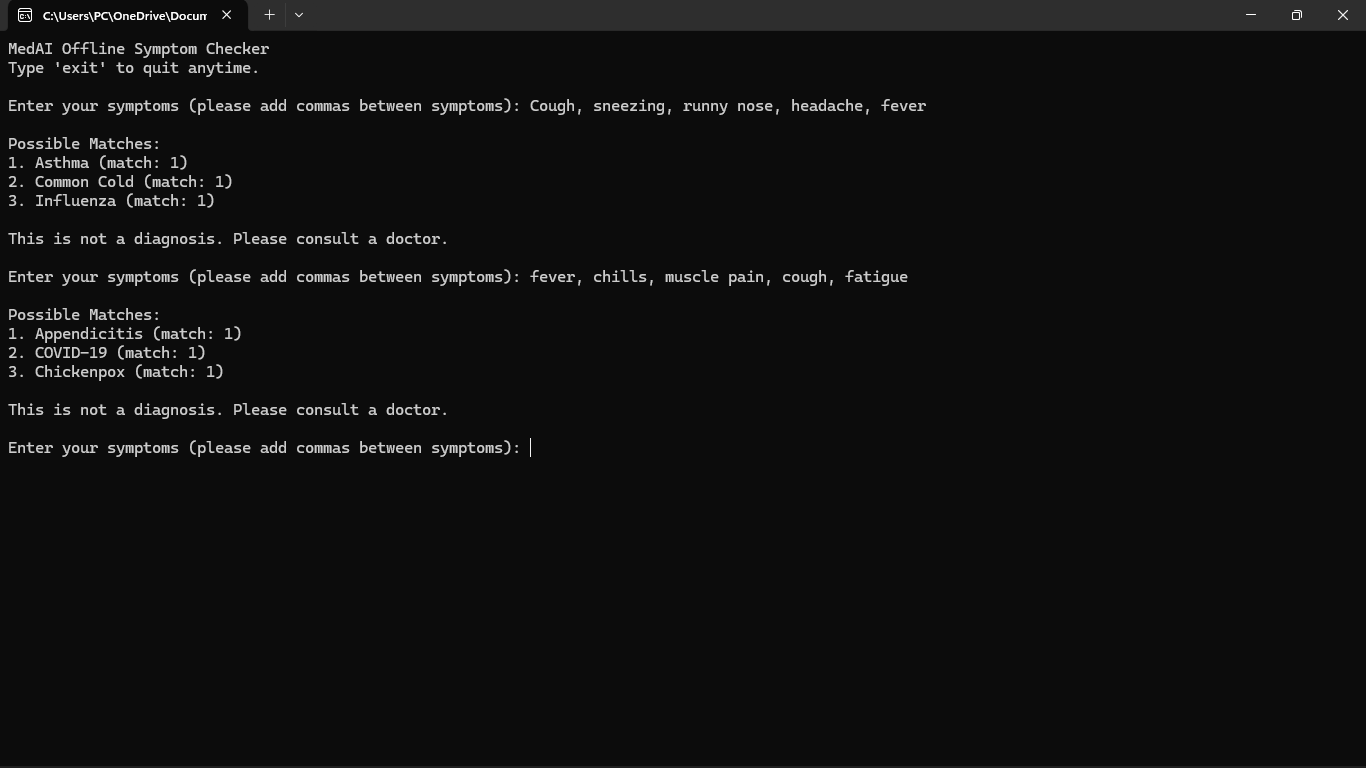 C:\Users\PC\OneDrive\Docum
MedAI Offline Symptom Checker
Type 'exit' to quit anytime.
Enter your symptoms (please add commas between symptoms): Cough, sneezing, runny nose, headache, fever
Possible Matches:
1. Asthma (match: 1)
2. Common Cold (match: 1)
3. Influenza (match: 1)
This is not a diagnosis. Please consult a doctor.
Enter your symptoms (please add commas between symptoms): fever, chills, muscle pain, cough, fatigue
Possible Matches:
1. Appendicitis (match: 1)
2. COVID-19 (match: 1)
3. Chickenpox (match: 1)
This is not a diagnosis. Please consult a doctor.
Enter your symptoms (please add commas between symptoms):